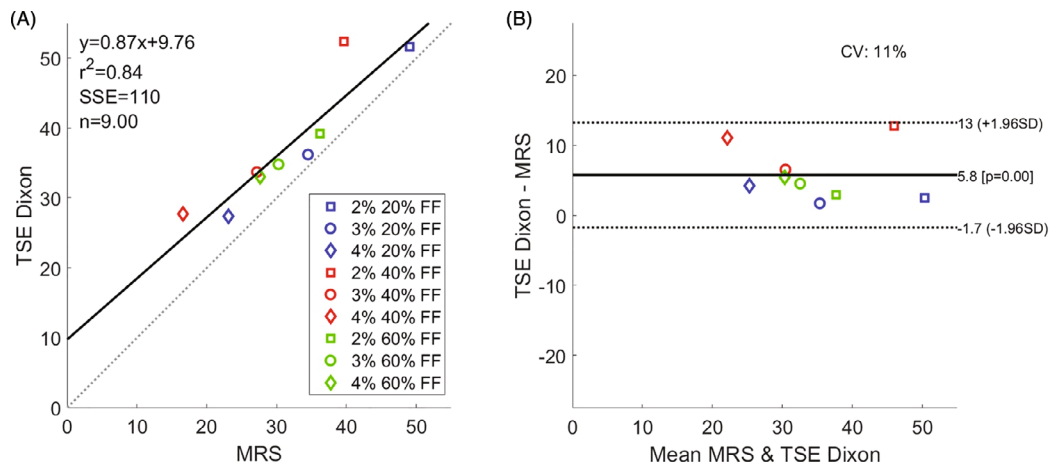 (A)
y=0.87x+9.76
r²=0.84
SSE=110
n=9.00
TSE Dixon
50
40
30
20
10
0
0 10 20 30 40 50
MRS
2% 20% FF
3% 20% FF
4% 20% FF
2% 40% FF
3% 40% FF
4% 40% FF
2% 60% FF
3% 60% FF
4% 60% FF
(B)
CV: 11%
TSE Dixon - MRS
20
10
0
-10
-20
13 (+1.96SD)
5.8 [p=0.00]
-1.7 (-1.96SD)
0 10 20 30 40 50
Mean MRS & TSE Dixon